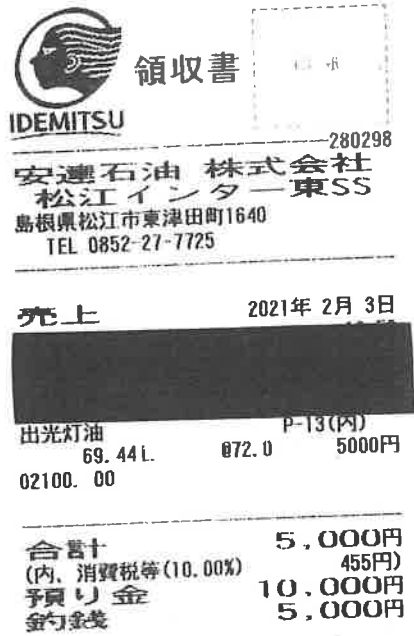 IDEMITSU
領収書
280298
安達石油 株式会社
松江インター東SS
島根県松江市東津田町1640
TEL 0852-27-7725
売上 2021年 2月 3日
出光灯油 P-13(内)
69.44L @72.0 5000円
02100. 00
合計 5,000円
(内、消費税等(10.00%) 455円)
預り金 10,000円
釣銭 5,000円